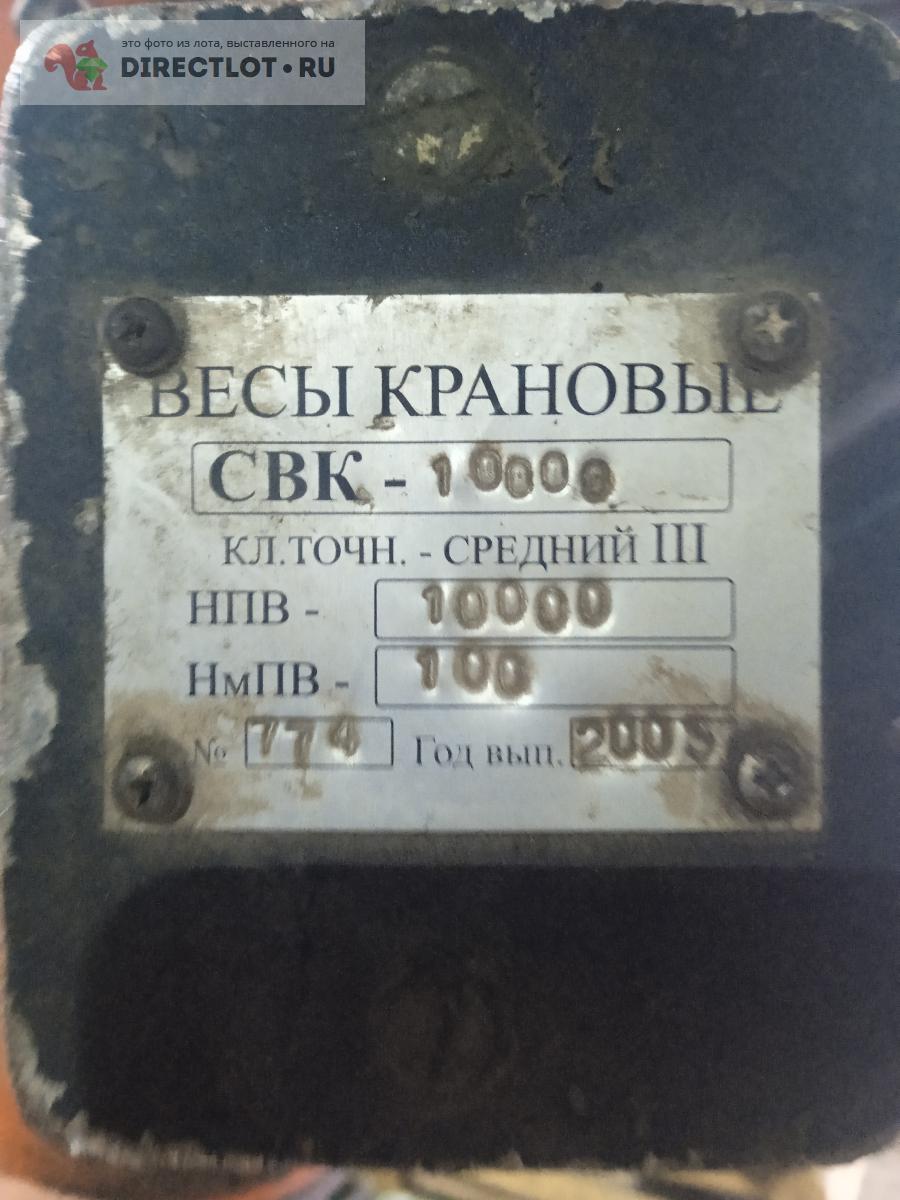 это фото из лота, выставленного на
DIRECTLOT•RU
ВЕСЫ КРАНОВЫЕ
СВК - 10000
КЛ.ТОЧН. - СРЕДНИЙ III
НПВ - 10000
НмПВ - 100
№ 774 Год вып. 2005